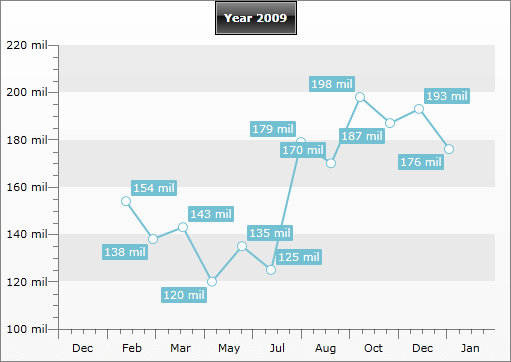 Year 2009
220 mil
200 mil
180 mil
160 mil
140 mil
120 mil
100 mil
154 mil
138 mil
143 mil
120 mil
135 mil
125 mil
179 mil
170 mil
198 mil
187 mil
193 mil
176 mil
Dec Feb Mar May Jul Aug Oct Dec Jan